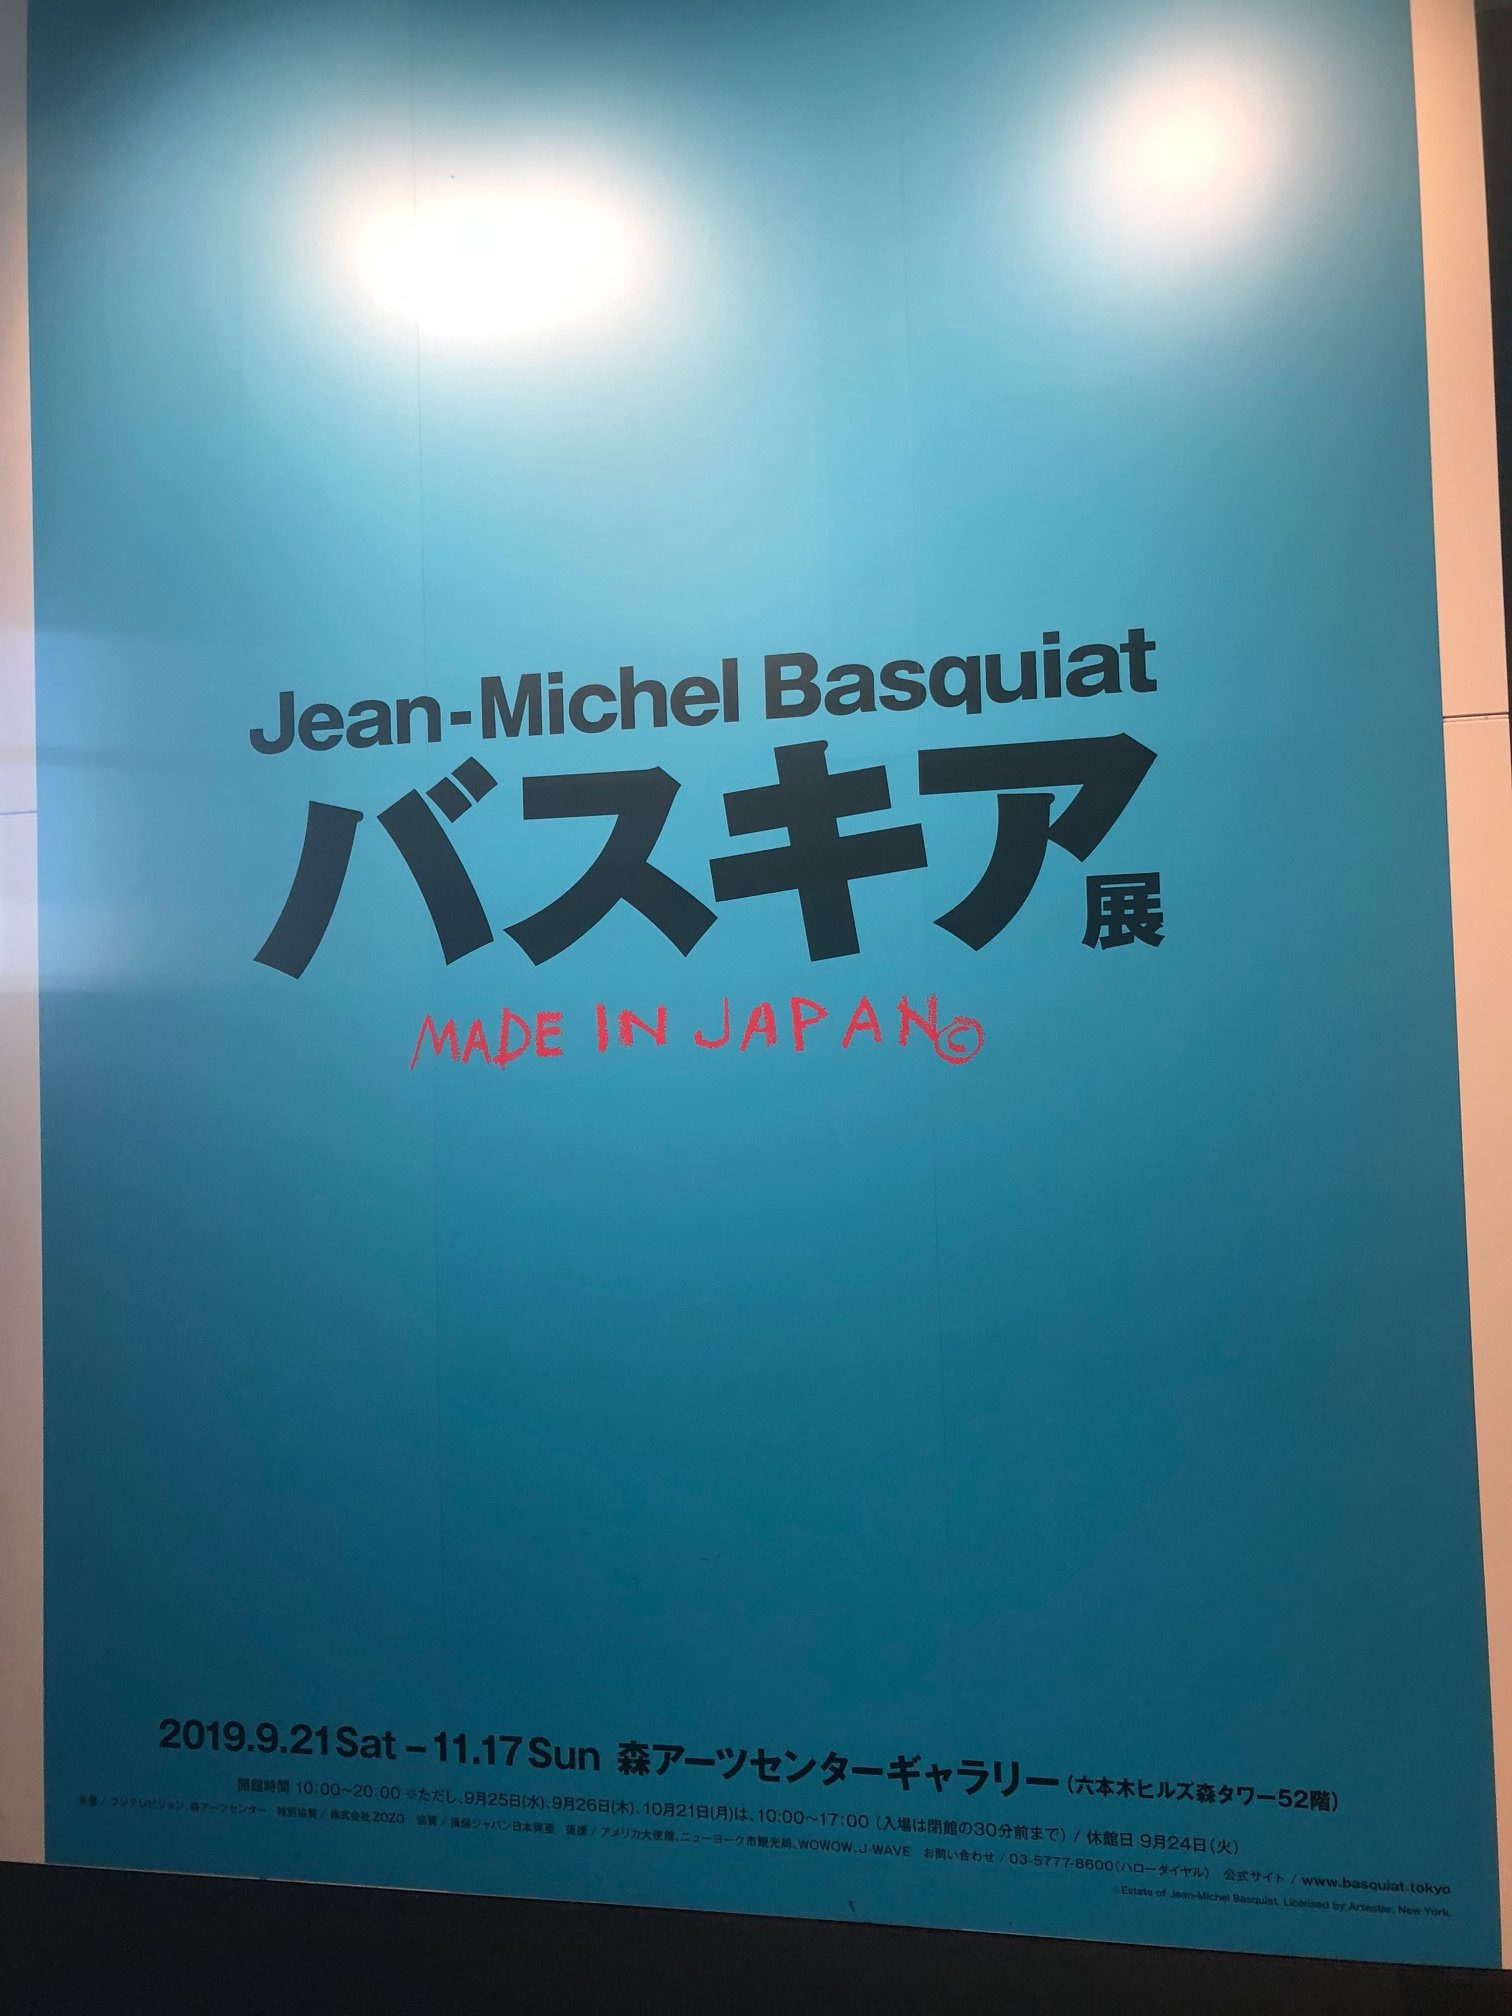 Jean-Michel Basquiat
バスキア展
MADE IN JAPAN©
2019.9.21 Sat – 11.17 Sun 森アーツセンターギャラリー（六本木ヒルズ森タワー52階）
開館時間 10:00～20:00 ※ただし、9月25日(水)、9月26日(木)、10月21日(月)は、10:00～17:00（入場は閉館の30分前まで）/ 休館日 9月24日（火）
主催 / フジテレビジョン、森アーツセンター 特別協賛 / 株式会社 ZOZO 協賛 / 損保ジャパン日本興亜 後援 / アメリカ大使館、ニューヨーク市観光局、WOWOW、J-WAVE お問い合わせ / 03-5777-8600（ハローダイヤル） 公式サイト / www.basquiat.tokyo
©Estate of Jean-Michel Basquiat. Licensed by Artestar, New York.